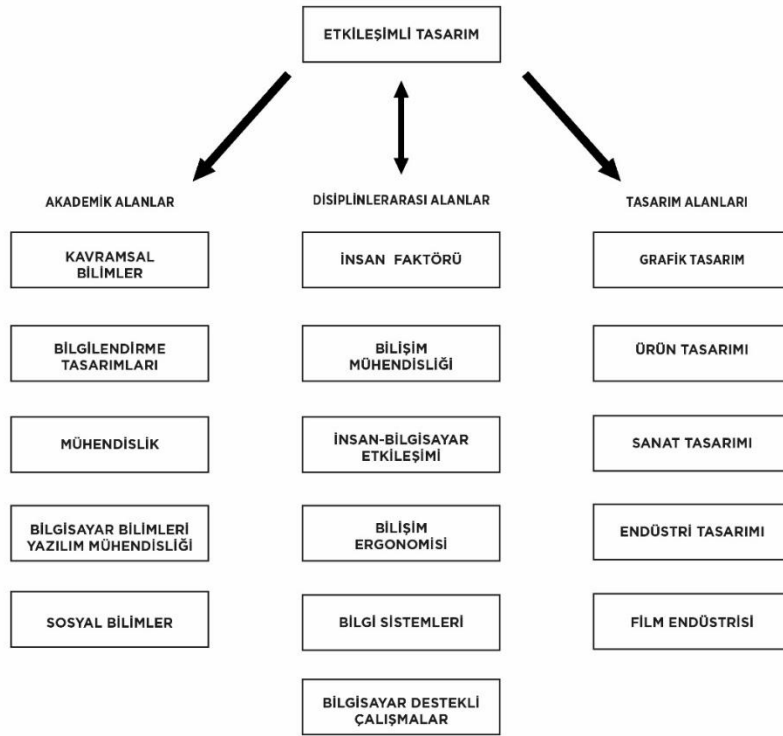 ETKİLEŞİMLİ TASARIM
AKADEMİK ALANLAR
KAVRAMSAL
BİLİMLER
BİLGİLENDİRME
TASARIMLARI
MÜHENDİSLİK
BİLGİSAYAR BİLİMLERİ
YAZILIM MÜHENDİSLİĞİ
SOSYAL BİLİMLER
DİSİPLİNLERARASI ALANLAR
İNSAN FAKTÖRÜ
BİLİŞİM
MÜHENDİSLİĞİ
İNSAN-BİLGİSAYAR
ETKİLEŞİMİ
BİLİŞİM
ERGONOMİSİ
BİLGİ SİSTEMLERİ
BİLGİSAYAR DESTEKLİ
ÇALIŞMALAR
TASARIM ALANLARI
GRAFİK TASARIM
ÜRÜN TASARIMI
SANAT TASARIMI
ENDÜSTRİ TASARIMI
FİLM ENDÜSTRİSİ